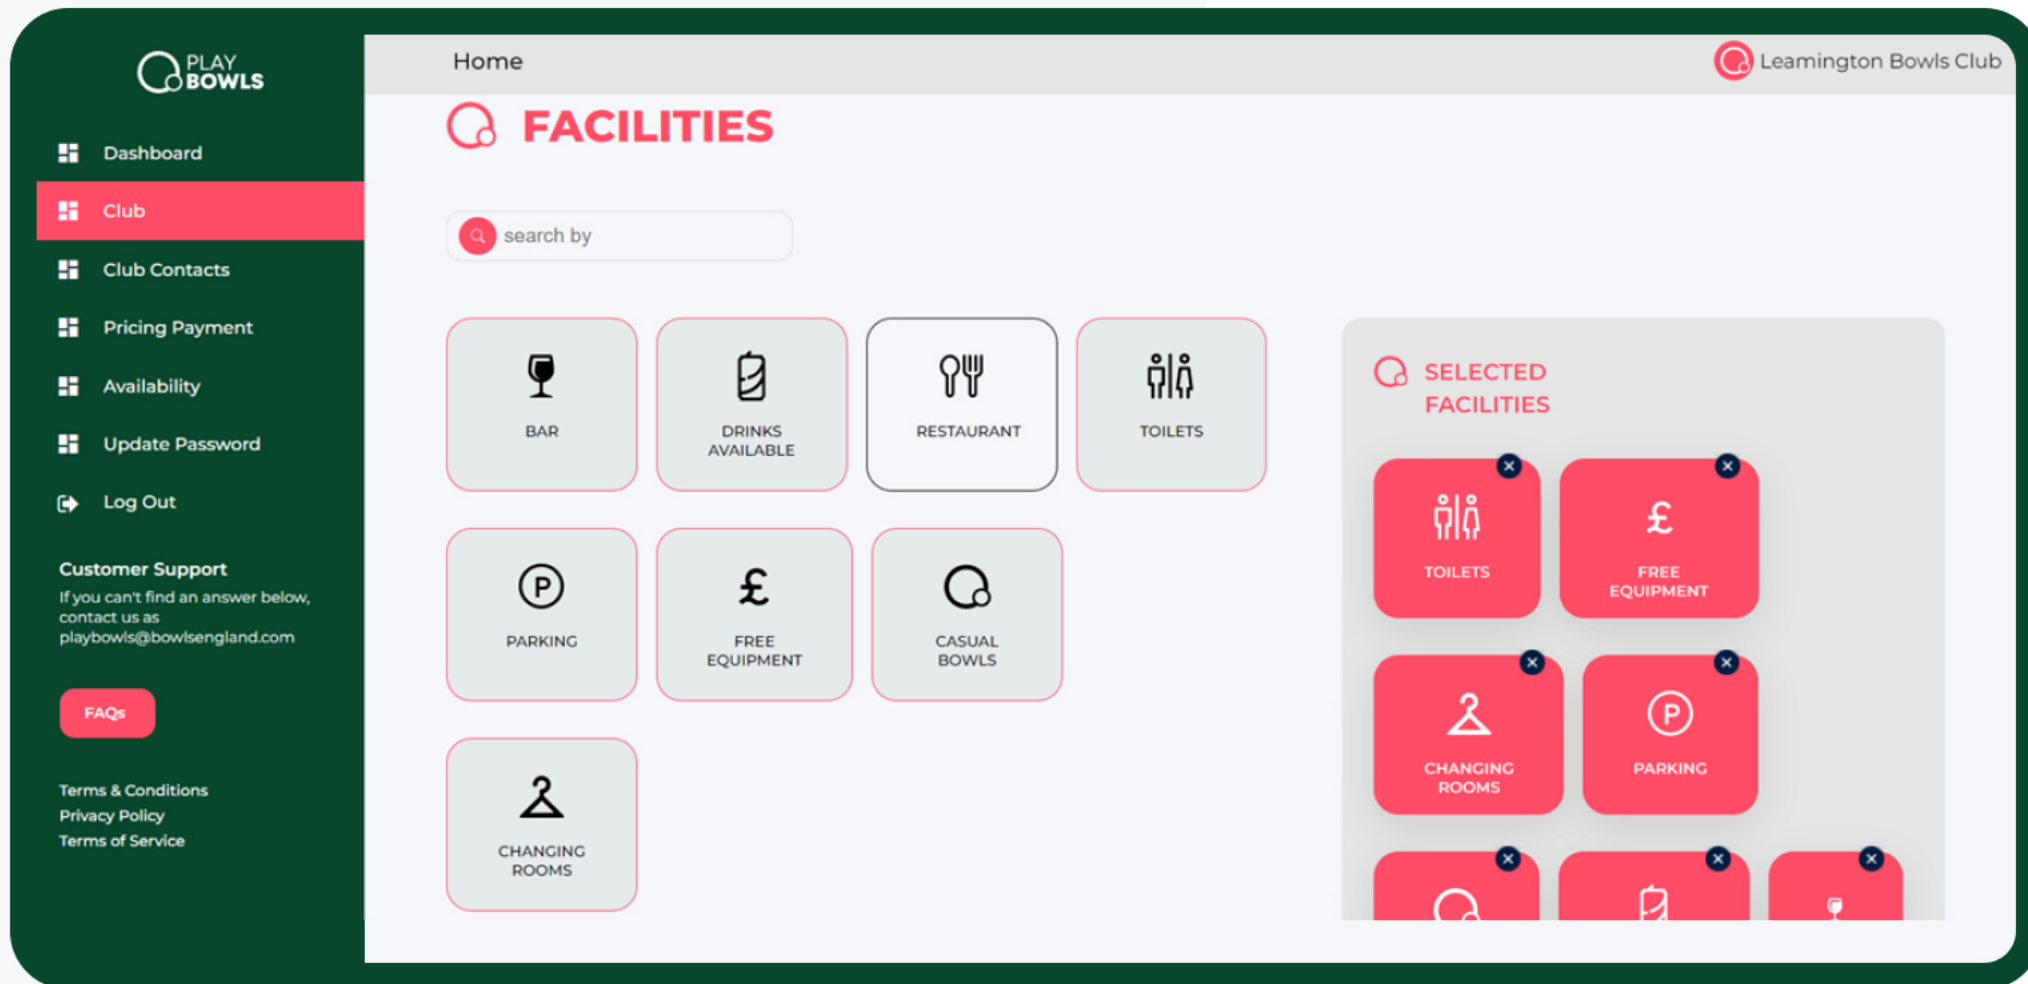 PLAY
BOWLS
Dashboard
Club
Club Contacts
Pricing Payment
Availability
Update Password
Log Out
Customer Support
If you can't find an answer below,
contact us as
playbowls@bowlsengland.com
FAQs
Terms & Conditions
Privacy Policy
Terms of Service
Home
Leamington Bowls Club
FACILITIES
search by
BAR
DRINKS
AVAILABLE
RESTAURANT
TOILETS
P
PARKING
£
FREE
EQUIPMENT
CASUAL
BOWLS
CHANGING
ROOMS
SELECTED
FACILITIES
TOILETS
£
FREE
EQUIPMENT
CHANGING
ROOMS
P
PARKING